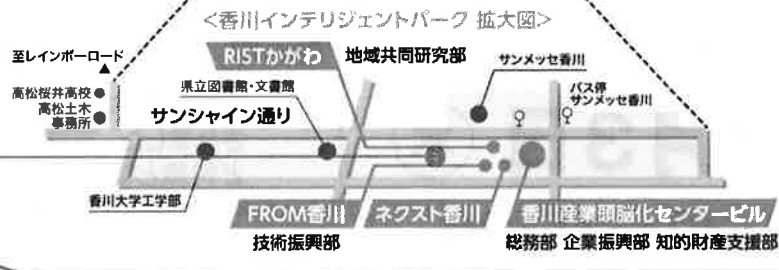 <香川インテリジェントパーク 拡大図>
至レインボーロード
▲
RISTかがわ 地域共同研究部
サンメッセ香川
高松桜井高校
高松土木
事務所
県立図書館・文書館
サンシャイン通り
バス停
サンメッセ香川
香川大学工学部
FROM香川
技術振興部
ネクスト香川
香川産業頭脳化センタービル
総務部 企業振興部 知的財産支援部